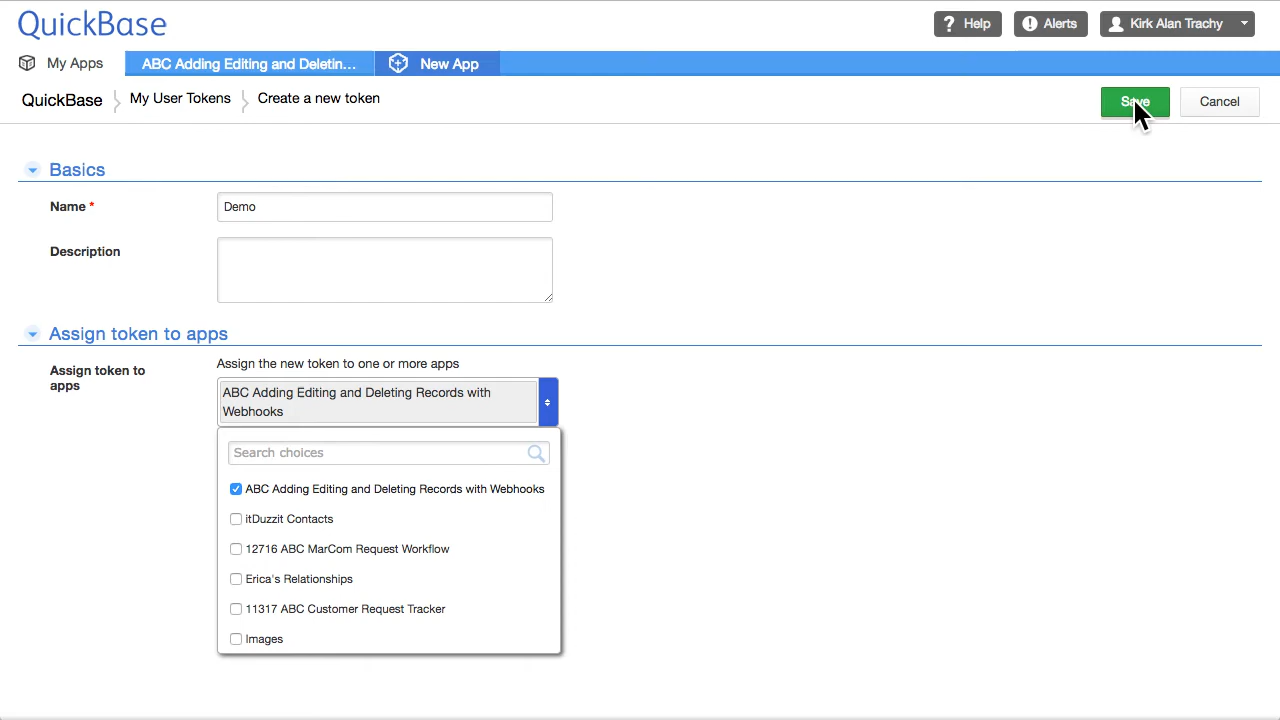 QuickBase
? Help
! Alerts
Kirk Alan Trachy
My Apps
ABC Adding Editing and Deletin...
New App
QuickBase
My User Tokens
Create a new token
Save
Cancel
Basics
Name *
Demo
Description
Assign token to apps
Assign token to
apps
Assign the new token to one or more apps
ABC Adding Editing and Deleting Records with
Webhooks
Search choices
ABC Adding Editing and Deleting Records with Webhooks
itDuzzit Contacts
12716 ABC MarCom Request Workflow
Erica's Relationships
11317 ABC Customer Request Tracker
Images